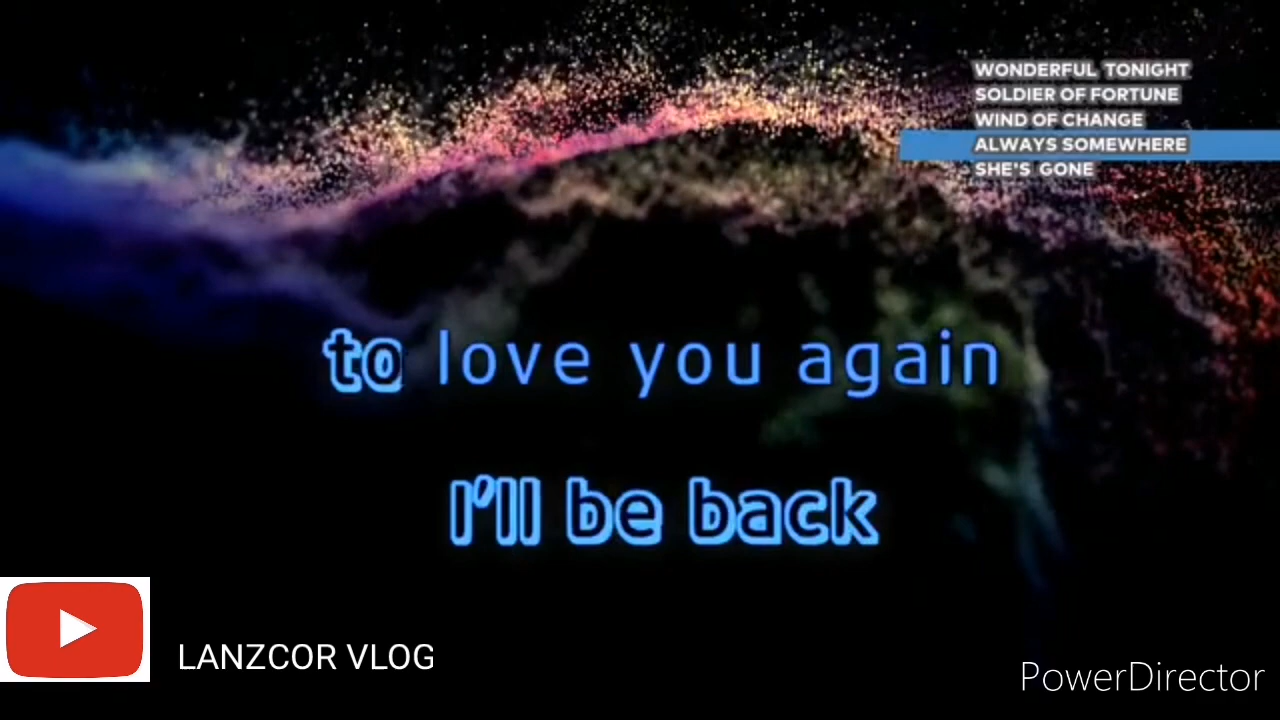 WONDERFUL TONIGHT
SOLDIER OF FORTUNE
WIND OF CHANGE
ALWAYS SOMEWHERE
SHE'S GONE
to love you again
I'll be back
LANZCOR VLOG
PowerDirector